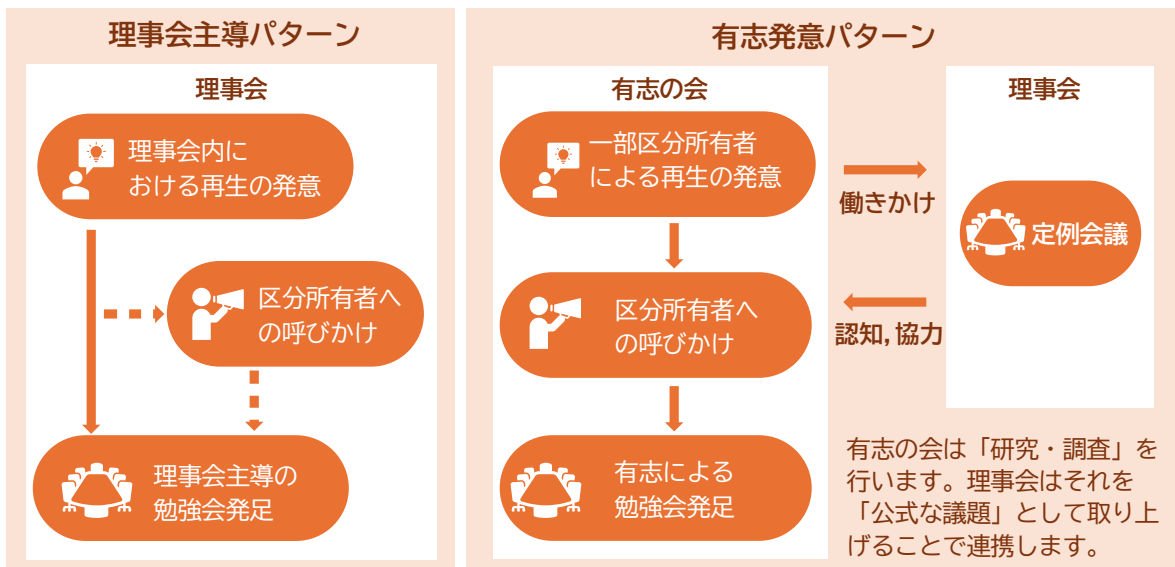 理事会主導パターン
理事会
理事会内に
おける再生の発意
区分所有者へ
の呼びかけ
理事会主導の
勉強会発足
有志発意パターン
有志の会
一部区分所有者
による再生の発意
区分所有者へ
の呼びかけ
有志による
勉強会発足
働きかけ
認知, 協力
理事会
定例会議
有志の会は「研究・調査」を
行います。理事会はそれを
「公式な議題」として取り上
げることで連携します。